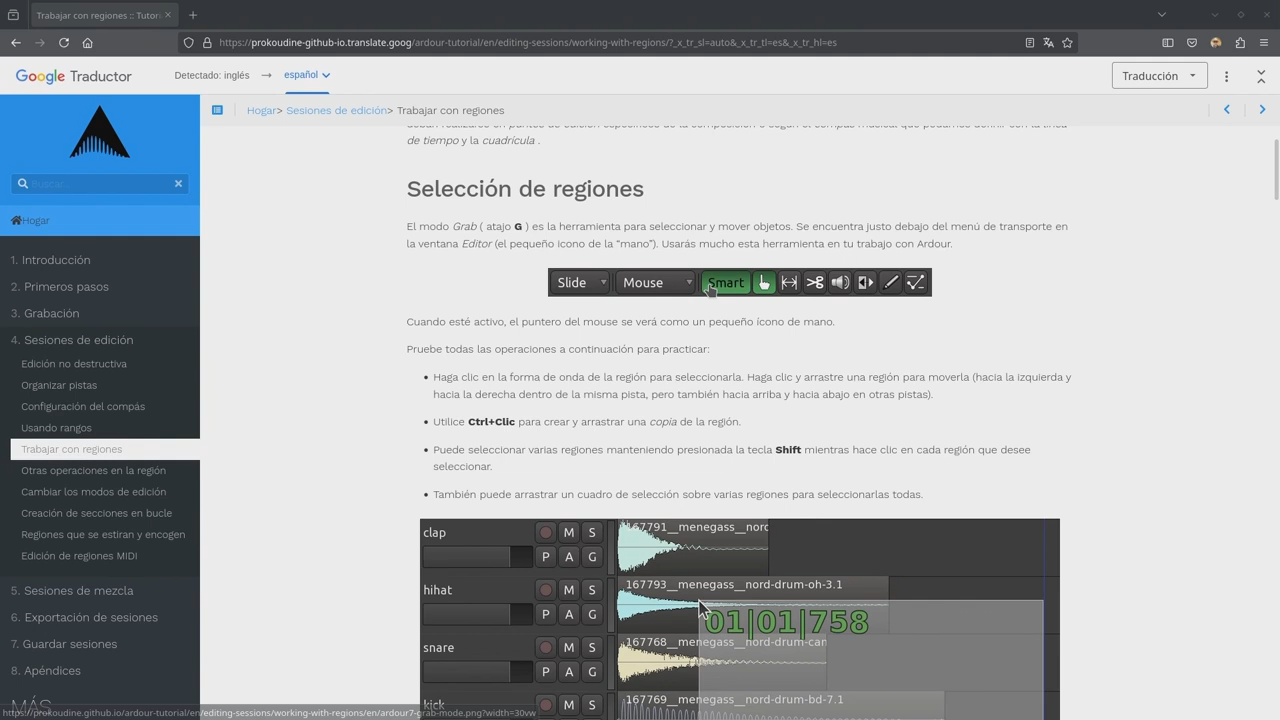 Trabajar con regiones :: Tutor
https://prokoudine-github-io.translate.goog/ardour-tutorial/en/editing-sessions/working-with-regions/?_x_tr_sl=auto&_x_tr_tl=es&_x_tr_hl=es
Google Traductor
Detectado: inglés → español
Traducción
Hogar> Sesiones de edición> Trabajar con regiones
Buscar...
Hogar
1. Introducción
2. Primeros pasos
3. Grabación
4. Sesiones de edición
Edición no destructiva
Organizar pistas
Configuración del compás
Usando rangos
Trabajar con regiones
Otras operaciones en la región
Cambiar los modos de edición
Creación de secciones en bucle
Regiones que se estiran y encogen
Edición de regiones MIDI
5. Sesiones de mezcla
6. Exportación de sesiones
7. Guardar sesiones
8. Apéndices
MÁS
https://prokoudine.github.io/ardour-tutorial/en/editing-sessions/working-with-regions/en/ardour7-grab-mode.png?width=30vw
de tiempo y la cuadrícula .
Selección de regiones
El modo Grab ( atajo G ) es la herramienta para seleccionar y mover objetos. Se encuentra justo debajo del menú de transporte en
la ventana Editor (el pequeño icono de la “mano”). Usarás mucho esta herramienta en tu trabajo con Ardour.
Slide Mouse Smart
Cuando esté activo, el puntero del mouse se verá como un pequeño ícono de mano.
Pruebe todas las operaciones a continuación para practicar:
• Haga clic en la forma de onda de la región para seleccionarla. Haga clic y arrastre una región para moverla (hacia la izquierda y
hacia la derecha dentro de la misma pista, pero también hacia arriba y hacia abajo en otras pistas).
• Utilice Ctrl+Clic para crear y arrastrar una copia de la región.
• Puede seleccionar varias regiones manteniendo presionada la tecla Shift mientras hace clic en cada región que desee
seleccionar.
• También puede arrastrar un cuadro de selección sobre varias regiones para seleccionarlas todas.
clap M S 167791__menegass__nord
P A G
hihat M S 167793__menegass__nord-drum-oh-3.1
P A G 01|01|758
snare M S 167768__menegass__nord-drum-can
P A G
kick M S 167769__menegass__nord-drum-bd-7.1